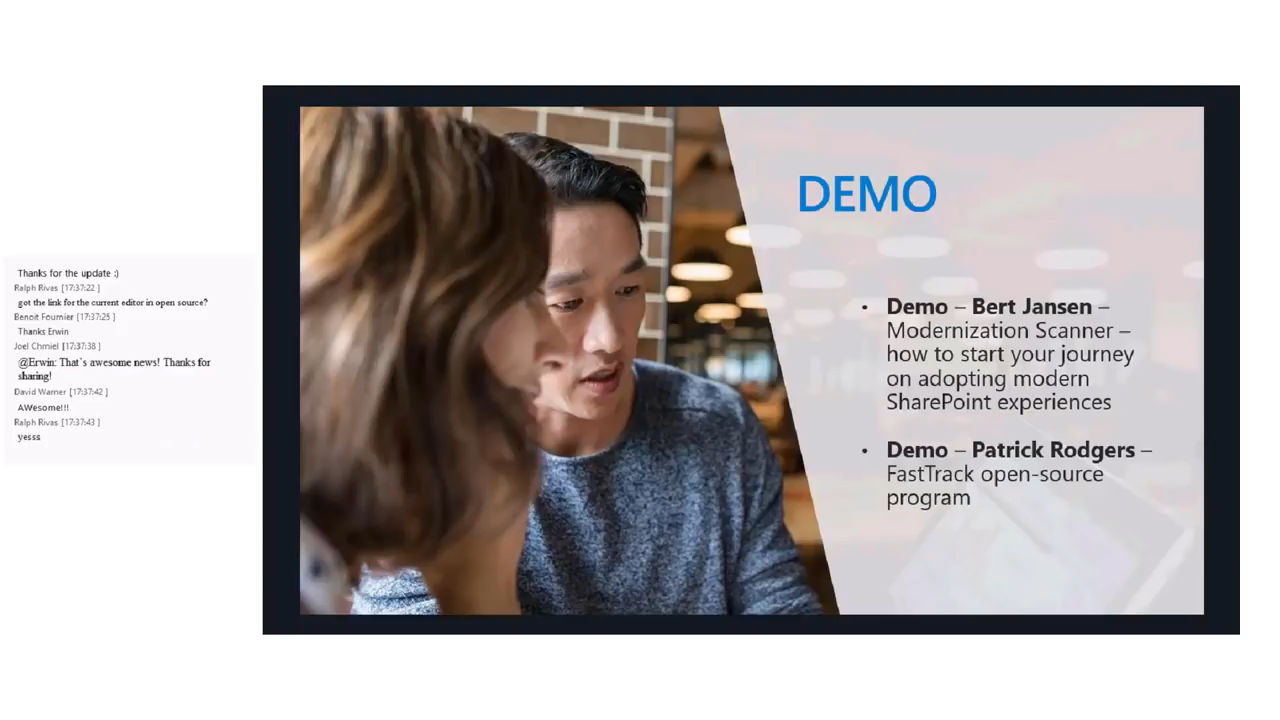 Thanks for the update :)
Ralph Rivas [17:37:22 ]
got the link for the current editor in open source?
Benoit Fournier [17:37:25 ]
Thanks Erwin
Joel Chmiel [17:37:38 ]
@Erwin: That's awesome news! Thanks for
sharing!
David Warner [17:37:42 ]
AWesome!!!
Ralph Rivas [17:37:43 ]
yesss
DEMO
• Demo – Bert Jansen –
Modernization Scanner –
how to start your journey
on adopting modern
SharePoint experiences
• Demo – Patrick Rodgers –
FastTrack open-source
program